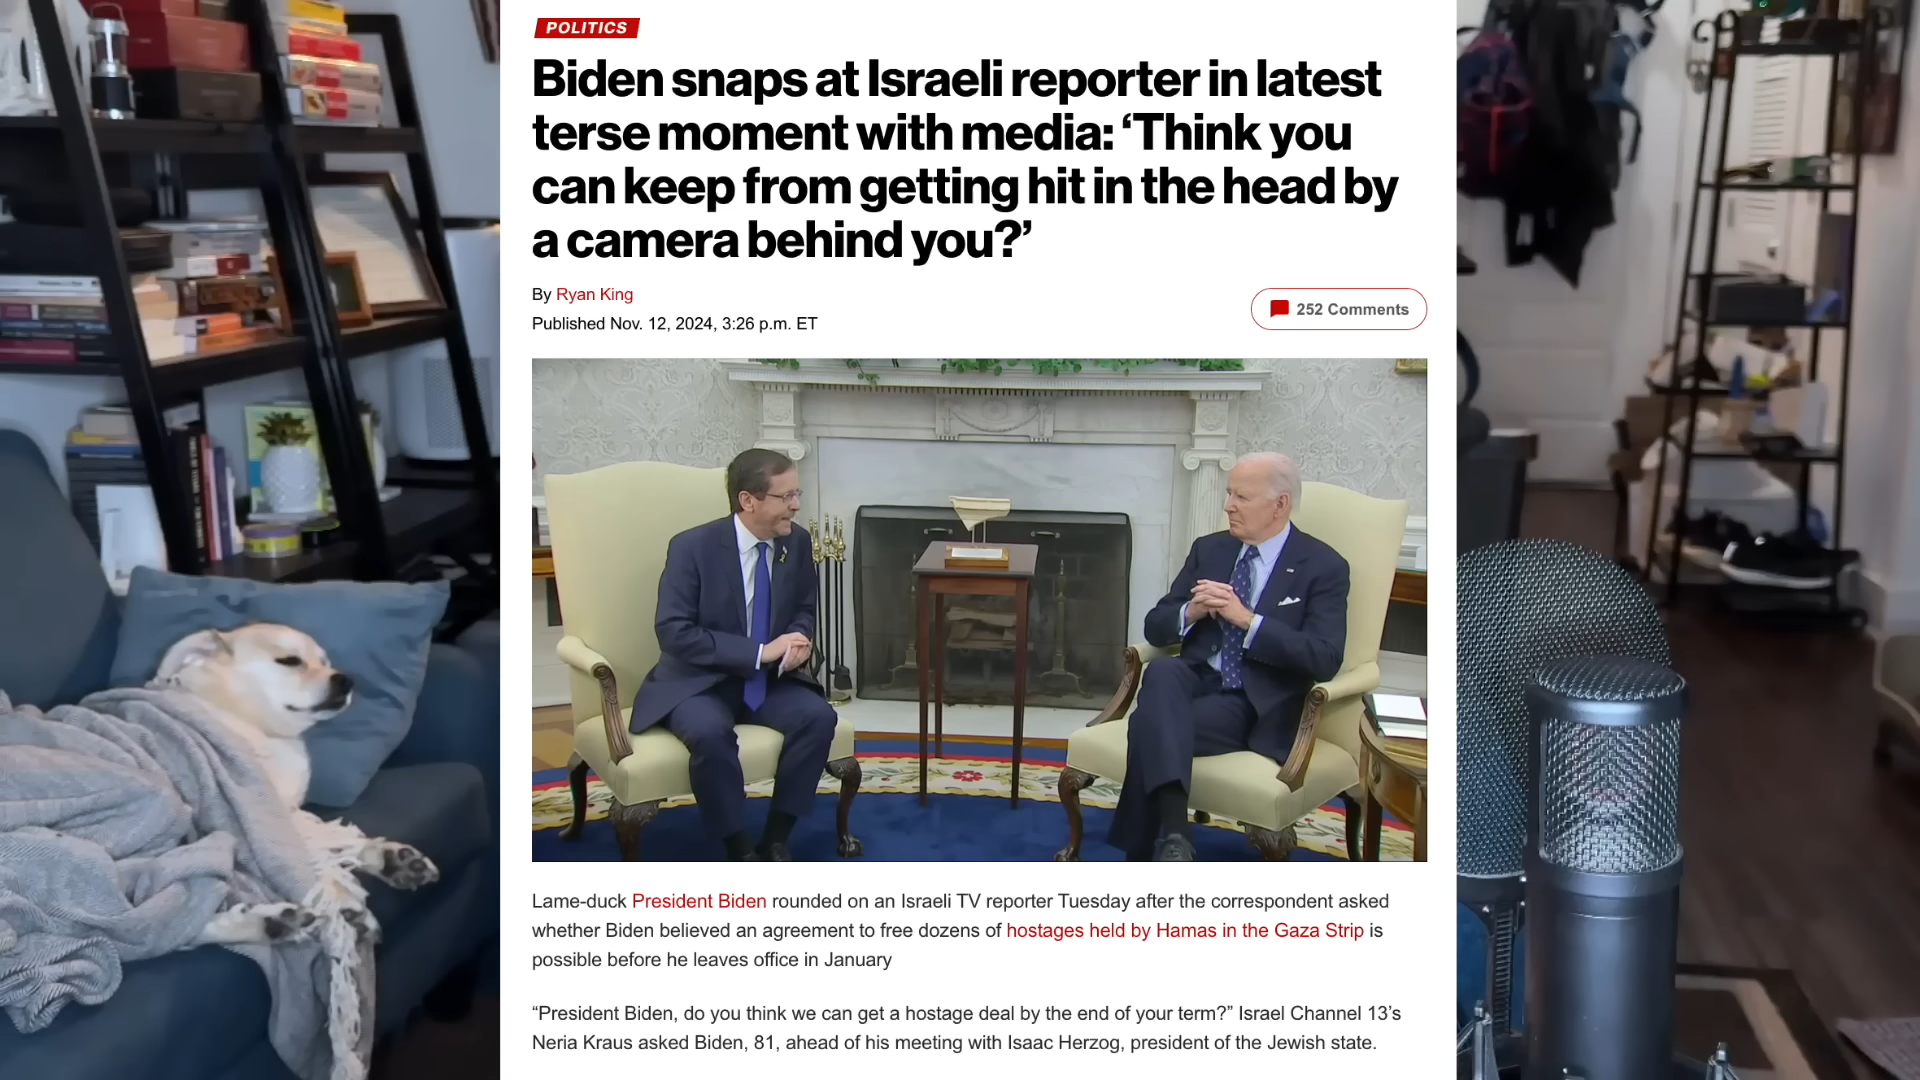 POLITICS
Biden snaps at Israeli reporter in latest
terse moment with media: ‘Think you
can keep from getting hit in the head by
a camera behind you?’
By Ryan King
Published Nov. 12, 2024, 3:26 p.m. ET
252 Comments
Lame-duck President Biden rounded on an Israeli TV reporter Tuesday after the correspondent asked
whether Biden believed an agreement to free dozens of hostages held by Hamas in the Gaza Strip is
possible before he leaves office in January
“President Biden, do you think we can get a hostage deal by the end of your term?” Israel Channel 13’s
Neria Kraus asked Biden, 81, ahead of his meeting with Isaac Herzog, president of the Jewish state.